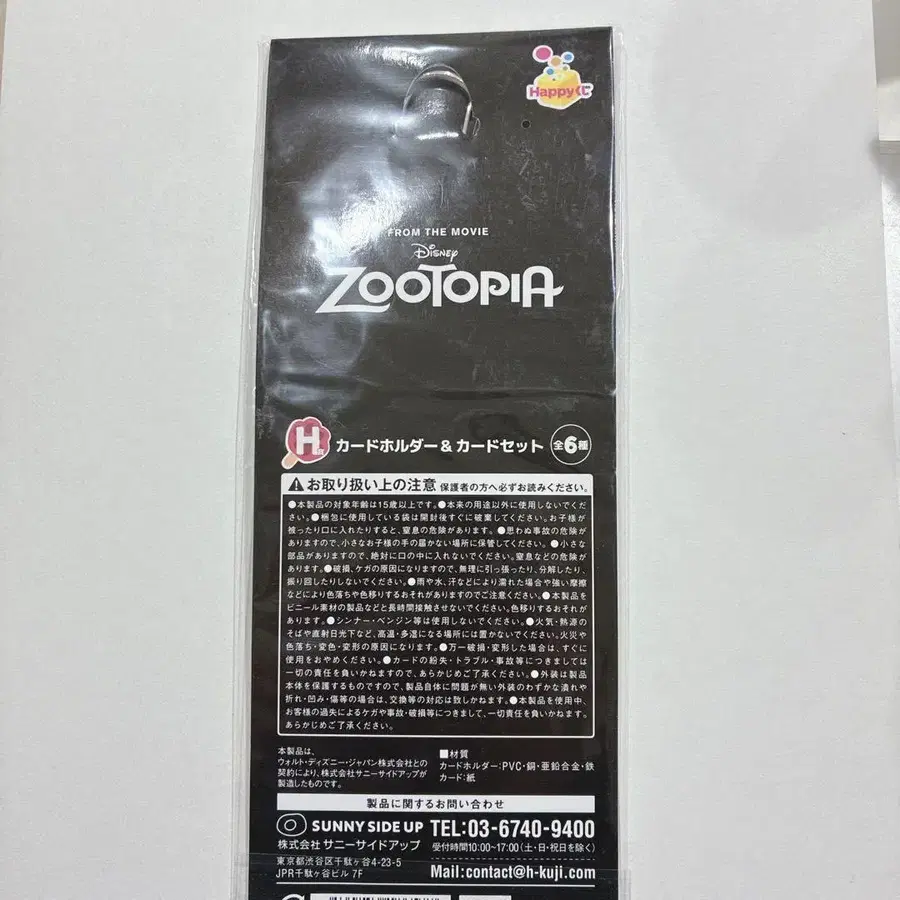 Happyくじ
FROM THE MOVIE
Disney
ZOOTOPIA
H賞 カードホルダー&カードセット 全6種
お取り扱い上の注意 保護者の方へ必ずお読みください。
●本製品の対象年齢は15歳以上です。●本来の用途以外に使用しないでくだ
さい。●梱包に使用している袋は開封後すぐに破棄してください。お子様が
被ったり口に入れたりすると、窒息の危険があります。●思わぬ事故の危険があ
りますので、小さなお子様の手の届かない場所に保管してください。●小さな
部品がありますので、絶対に口の中に入れないでください。窒息などの危険が
あります。●破損、ケガの原因になりますので、無理に引っ張ったり、分解したり、
振り回したりしないでください。●雨や水、汗などにより濡れた場合や強い摩擦
などにより色落ちや色移りするおそれがありますのでご注意ください。●本製品を
ビニール素材の製品などと長時間接触させないでください。色移りするおそれが
あります。●シンナー・ベンジン等は使用しないでください。●火気・熱源の
そばや直射日光下など、高温・多湿になる場所には置かないでください。火災や
色落ち・変色・変形の原因になります。●万一破損・変形した場合は、すぐに
使用をおやめください。●カードの紛失・トラブル・事故等につきましては
一切の責任を負いかねますので、あらかじめご了承ください。●外装は製品
本体を保護するものですので、製品自体に問題が無い外装のわずかな潰れや
折れ・凹み・傷等の場合は、交換等の対応は致しかねます。●本製品を使用中、
お客様の過失によるケガや事故・破損等につきまして、一切責任を負いかねます。
あらかじめご了承ください。
本製品は、
ウォルト・ディズニー・ジャパン株式会社との
契約により、株式会社サニーサイドアップが
製造したものです。
■材質
カードホルダー:PVC・銅・亜鉛合金・鉄
カード:紙
製品に関するお問い合わせ
SUNNY SIDE UP
株式会社 サニーサイドアップ
東京都渋谷区千駄ヶ谷4-23-5
JPR千駄ヶ谷ビル 7F
TEL:03-6740-9400
受付時間10:00~17:00(土・日・祝日を除く)
Mail:contact@h-kuji.com